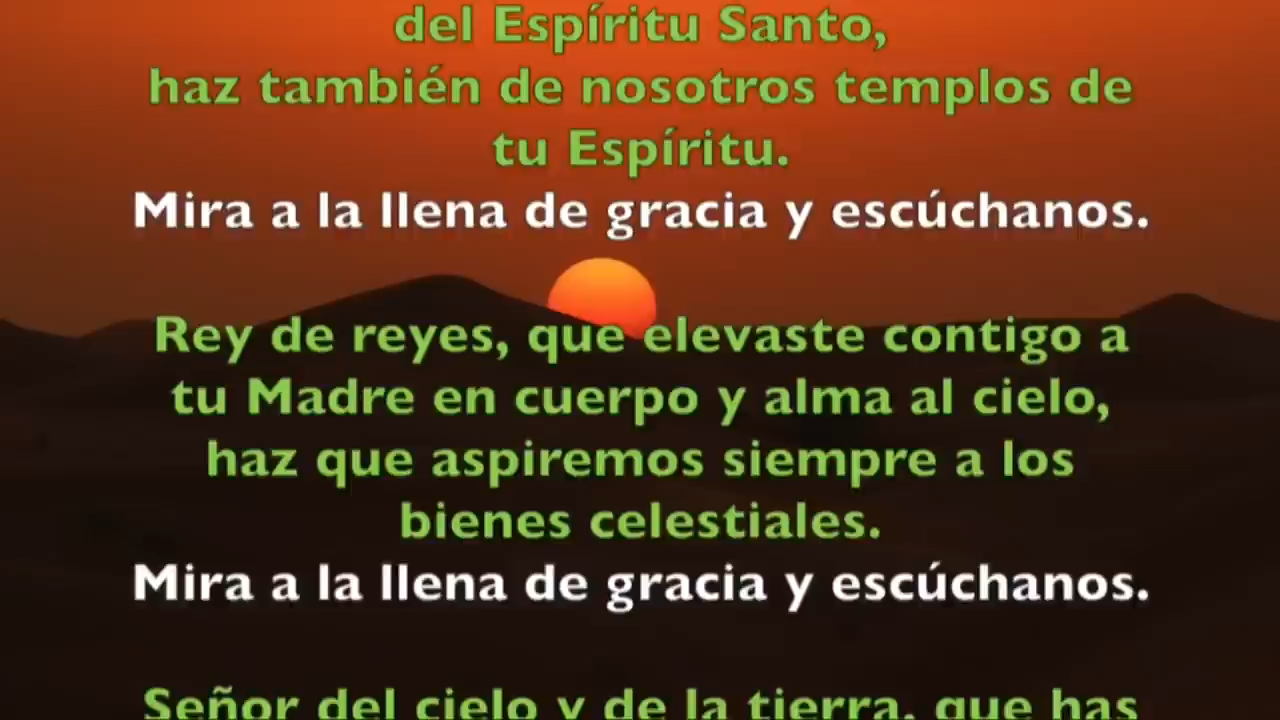 del Espíritu Santo,
haz también de nosotros templos de
tu Espíritu.
Mira a la llena de gracia y escúchanos.
Rey de reyes, que elevaste contigo a
tu Madre en cuerpo y alma al cielo,
haz que aspiremos siempre a los
bienes celestiales.
Mira a la llena de gracia y escúchanos.
Señor del cielo y de la tierra, que has